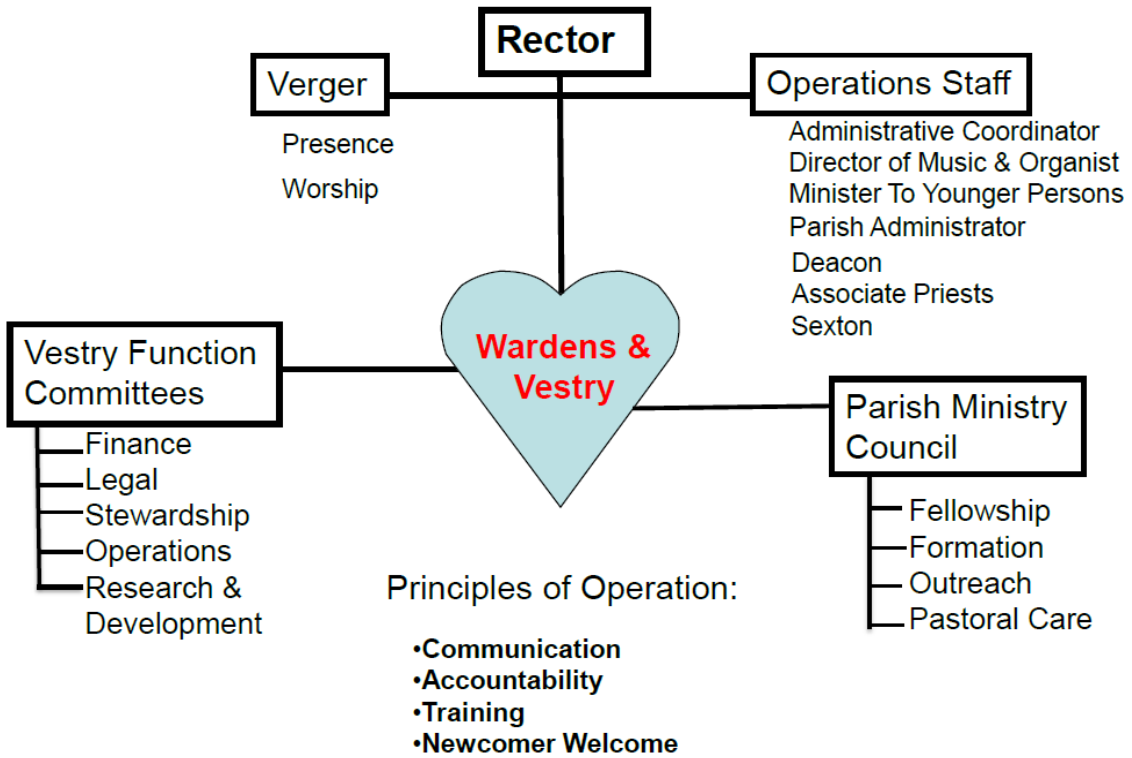 Rector
Verger
Presence
Worship
Operations Staff
Administrative Coordinator
Director of Music & Organist
Minister To Younger Persons
Parish Administrator
Deacon
Associate Priests
Sexton
Wardens &
Vestry
Vestry Function
Committees
Finance
Legal
Stewardship
Operations
Research &
Development
Parish Ministry
Council
Fellowship
Formation
Outreach
Pastoral Care
Principles of Operation:
•Communication
•Accountability
•Training
•Newcomer Welcome